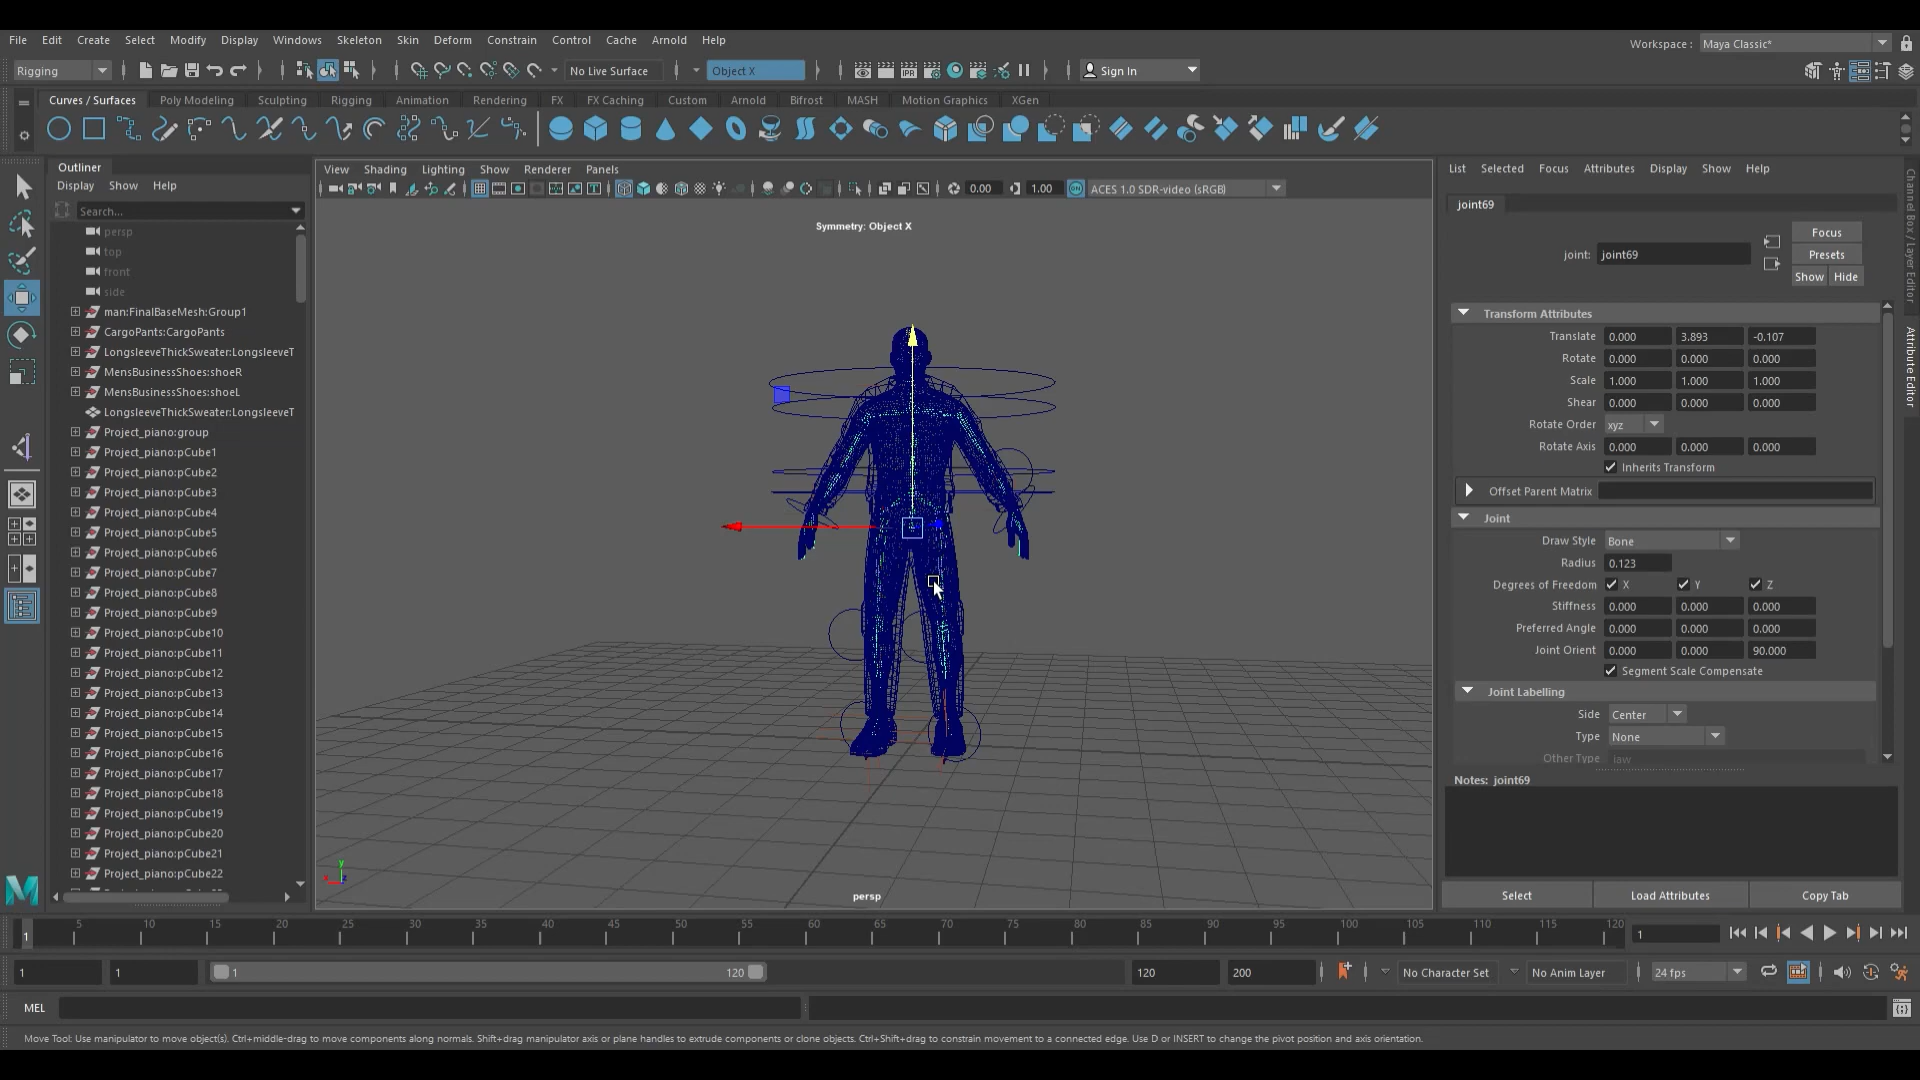 File Edit Create Select Modify Display Windows Skeleton Skin Deform Constrain Control Cache Arnold Help
Workspace : Maya Classic*
Rigging No Live Surface Object X IPR Sign In
Curves / Surfaces Poly Modeling Sculpting Rigging Animation Rendering FX FX Caching Custom Arnold Bifrost MASH Motion Graphics XGen
Outliner
Display Show Help
Search...
persp
top
front
side
man:FinalBaseMesh:Group1
CargoPants:CargoPants
LongsleeveThickSweater:LongsleeveT
MensBusinessShoes:shoeR
MensBusinessShoes:shoeL
LongsleeveThickSweater:LongsleeveT
Project_piano:group
Project_piano:pCube1
Project_piano:pCube2
Project_piano:pCube3
Project_piano:pCube4
Project_piano:pCube5
Project_piano:pCube6
Project_piano:pCube7
Project_piano:pCube8
Project_piano:pCube9
Project_piano:pCube10
Project_piano:pCube11
Project_piano:pCube12
Project_piano:pCube13
Project_piano:pCube14
Project_piano:pCube15
Project_piano:pCube16
Project_piano:pCube17
Project_piano:pCube18
Project_piano:pCube19
Project_piano:pCube20
Project_piano:pCube21
Project_piano:pCube22
View Shading Lighting Show Renderer Panels
0.00 1.00 ON ACES 1.0 SDR-video (sRGB)
Symmetry: Object X
persp
List Selected Focus Attributes Display Show Help
joint69
joint: joint69
Focus
Presets
Show Hide
Transform Attributes
Translate 0.000 3.893 -0.107
Rotate 0.000 0.000 0.000
Scale 1.000 1.000 1.000
Shear 0.000 0.000 0.000
Rotate Order xyz
Rotate Axis 0.000 0.000 0.000
Inherits Transform
Offset Parent Matrix
Joint
Draw Style Bone
Radius 0.123
Degrees of Freedom X Y Z
Stiffness 0.000 0.000 0.000
Preferred Angle 0.000 0.000 0.000
Joint Orient 0.000 0.000 90.000
Segment Scale Compensate
Joint Labelling
Side Center
Type None
Other Type jaw
Notes: joint69
Select Load Attributes Copy Tab
Channel Box / Layer Editor
Attribute Editor
1 5 10 15 20 25 30 35 40 45 50 55 60 65 70 75 80 85 90 95 100 105 110 115 120 1
1 1 1 120 120 200 No Character Set No Anim Layer 24 fps
MEL
Move Tool: Use manipulator to move object(s). Ctrl+middle-drag to move components along normals. Shift+drag manipulator axis or plane handles to extrude components or clone objects. Ctrl+Shift+drag to constrain movement to a connected edge. Use D or INSERT to change the pivot position and axis orientation.